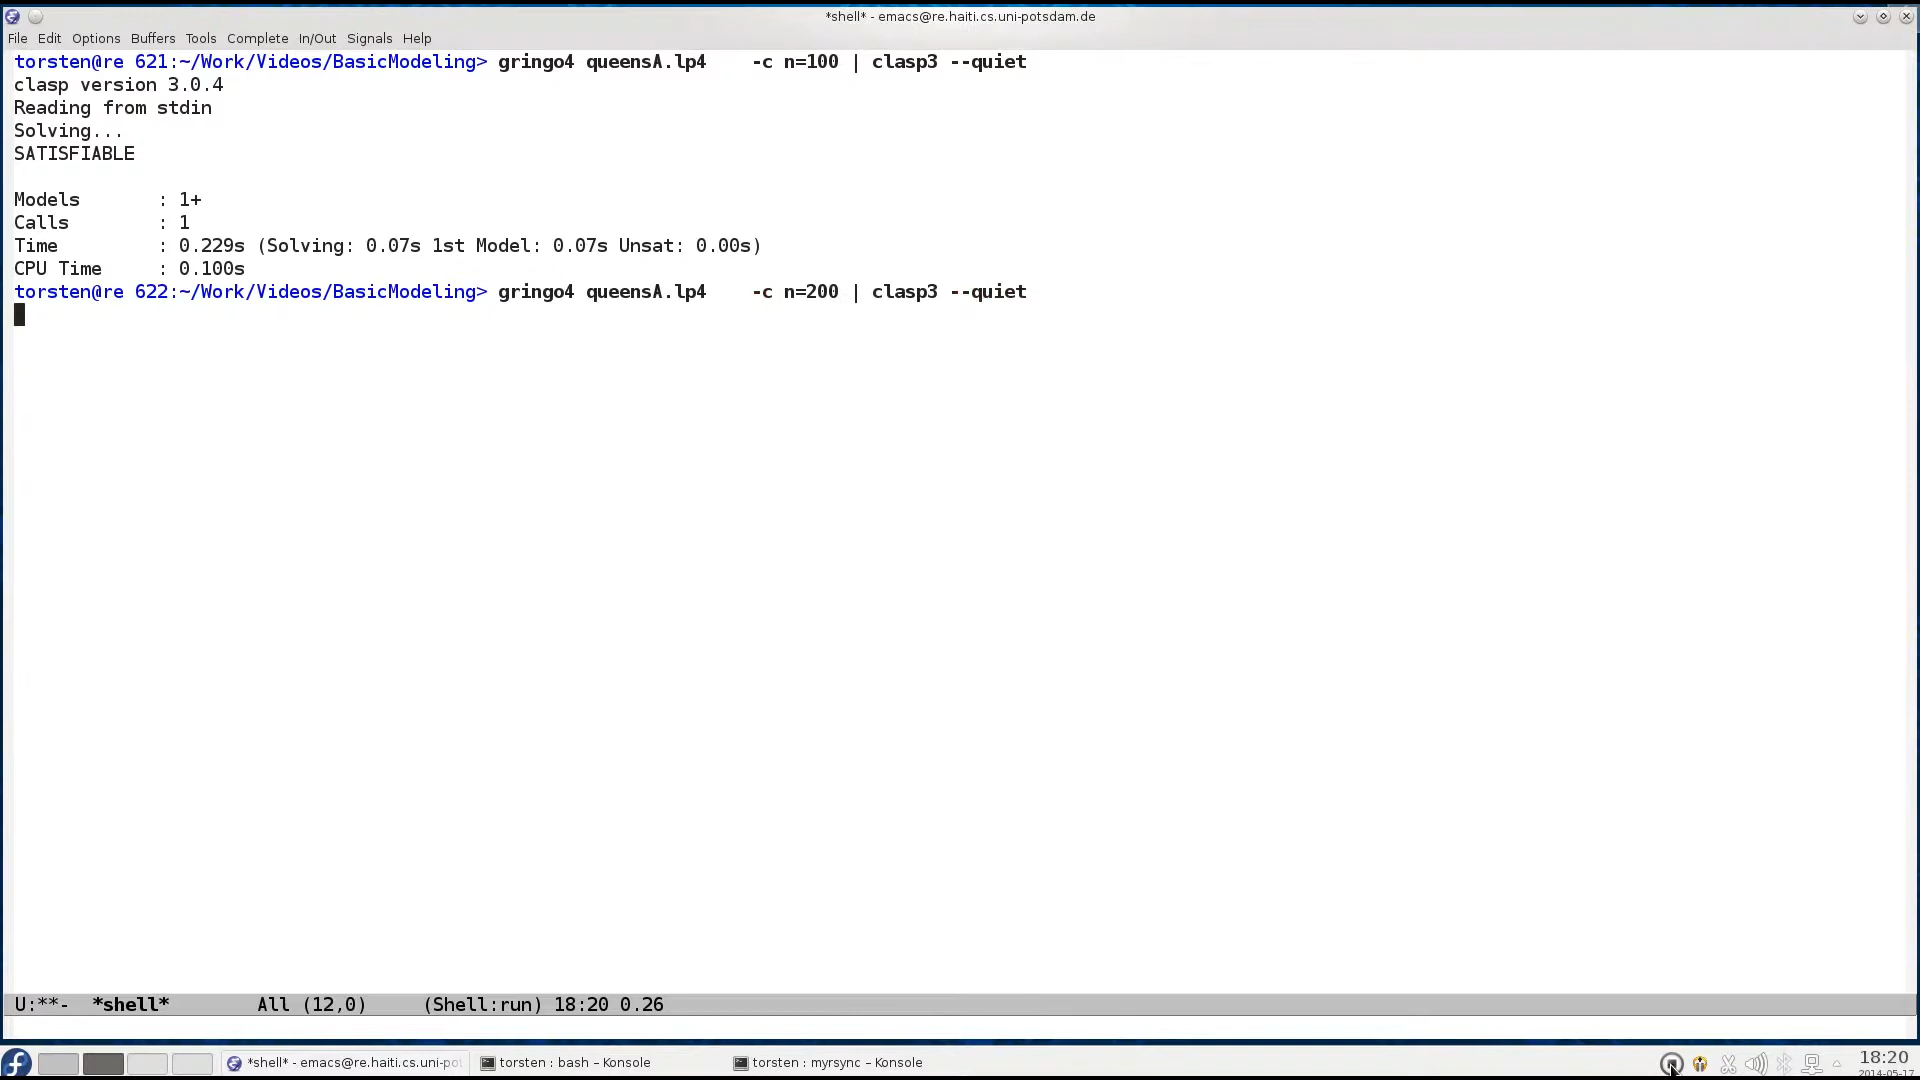 *shell* - emacs@re.haiti.cs.uni-potsdam.de
File Edit Options Buffers Tools Complete In/Out Signals Help
torsten@re 621:~/Work/Videos/BasicModeling> gringo4 queensA.lp4    -c n=100 | clasp3 --quiet
clasp version 3.0.4
Reading from stdin
Solving...
SATISFIABLE
Models       : 1+
Calls        : 1
Time         : 0.229s (Solving: 0.07s 1st Model: 0.07s Unsat: 0.00s)
CPU Time     : 0.100s
torsten@re 622:~/Work/Videos/BasicModeling> gringo4 queensA.lp4    -c n=200 | clasp3 --quiet
U:**-  *shell*        All (12,0)     (Shell:run) 18:20 0.26
*shell* - emacs@re.haiti.cs.uni-po torsten : bash – Konsole torsten : myrsync – Konsole 18:20
2014-05-17